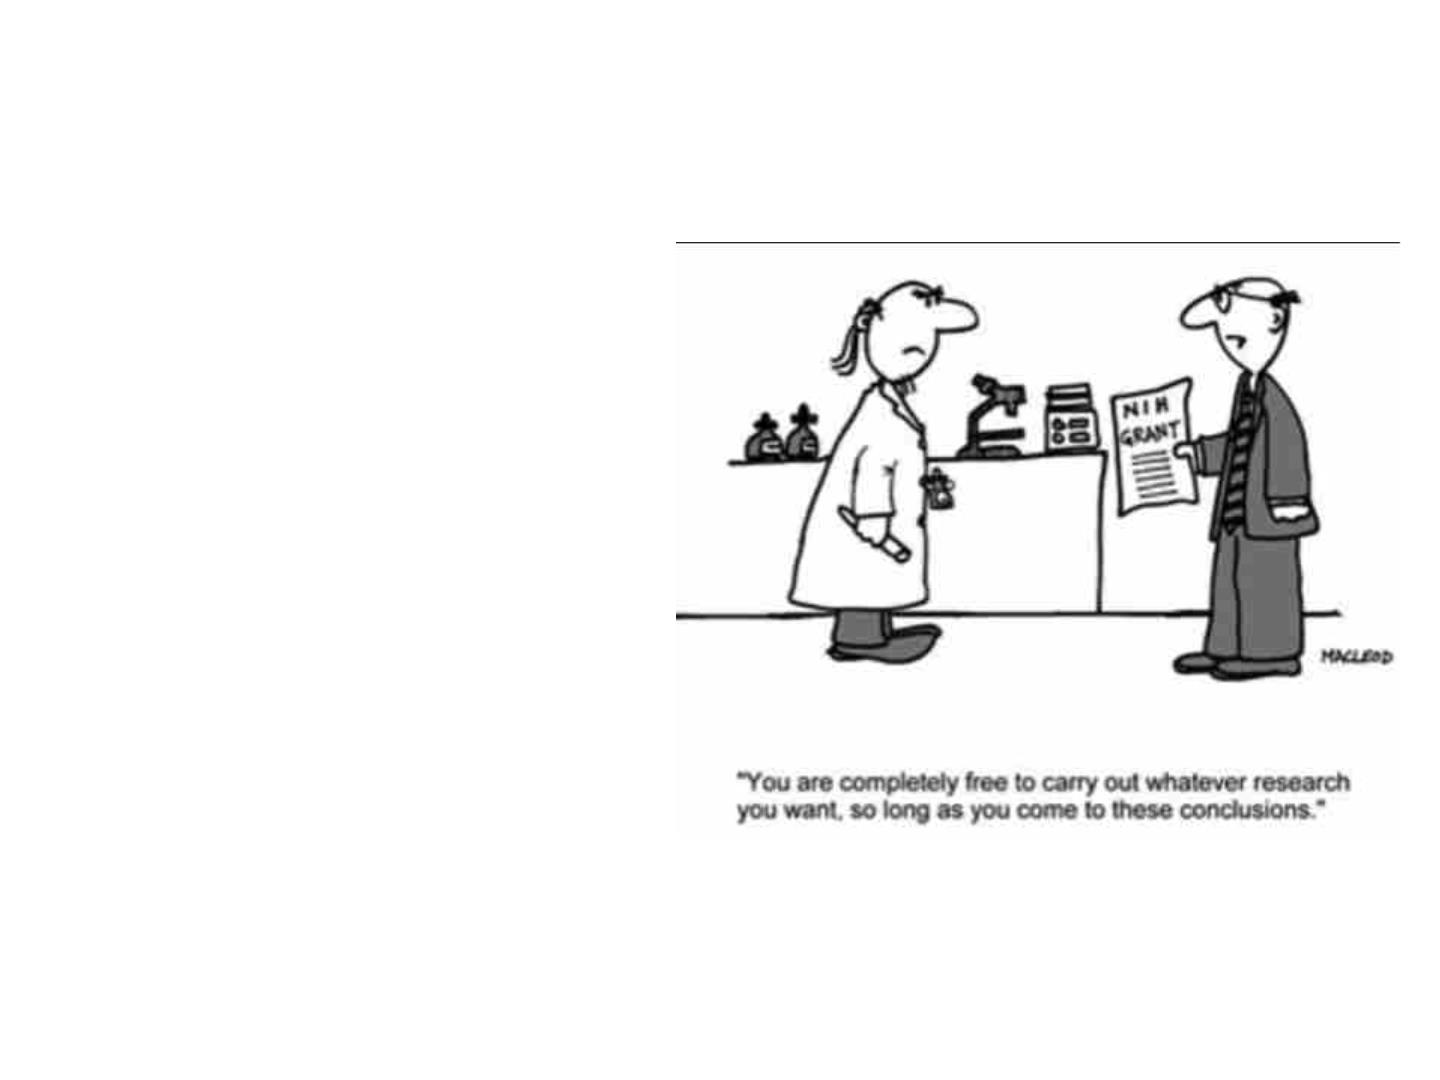 NIH
GRANT
MACLEOD
"You are completely free to carry out whatever research
you want, so long as you come to these conclusions."